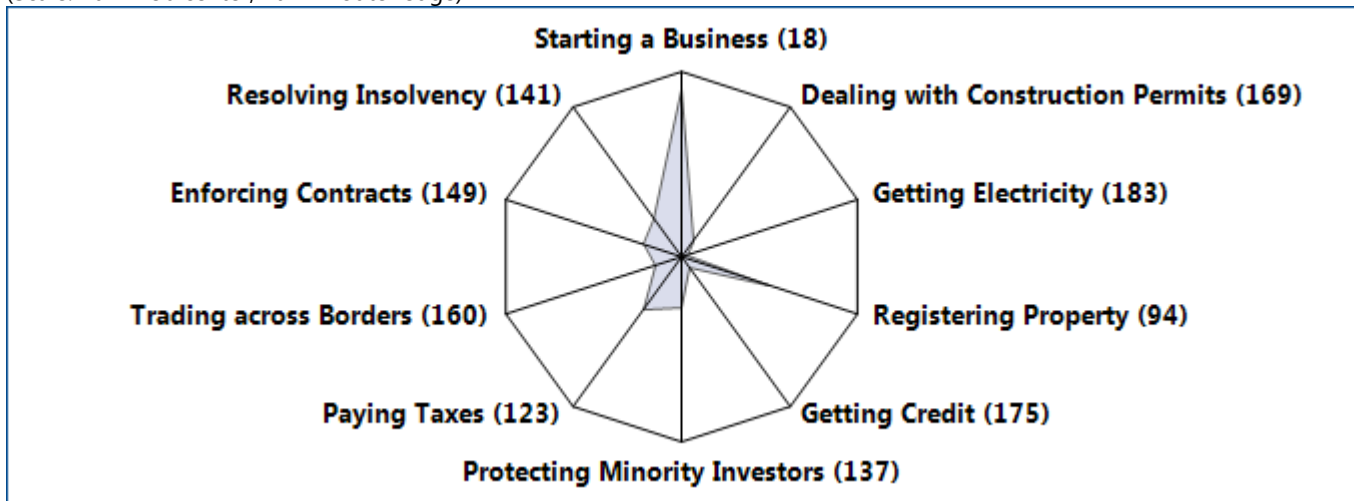 Starting a Business (18)
Resolving Insolvency (141)
Dealing with Construction Permits (169)
Enforcing Contracts (149)
Getting Electricity (183)
Trading across Borders (160)
Registering Property (94)
Paying Taxes (123)
Getting Credit (175)
Protecting Minority Investors (137)